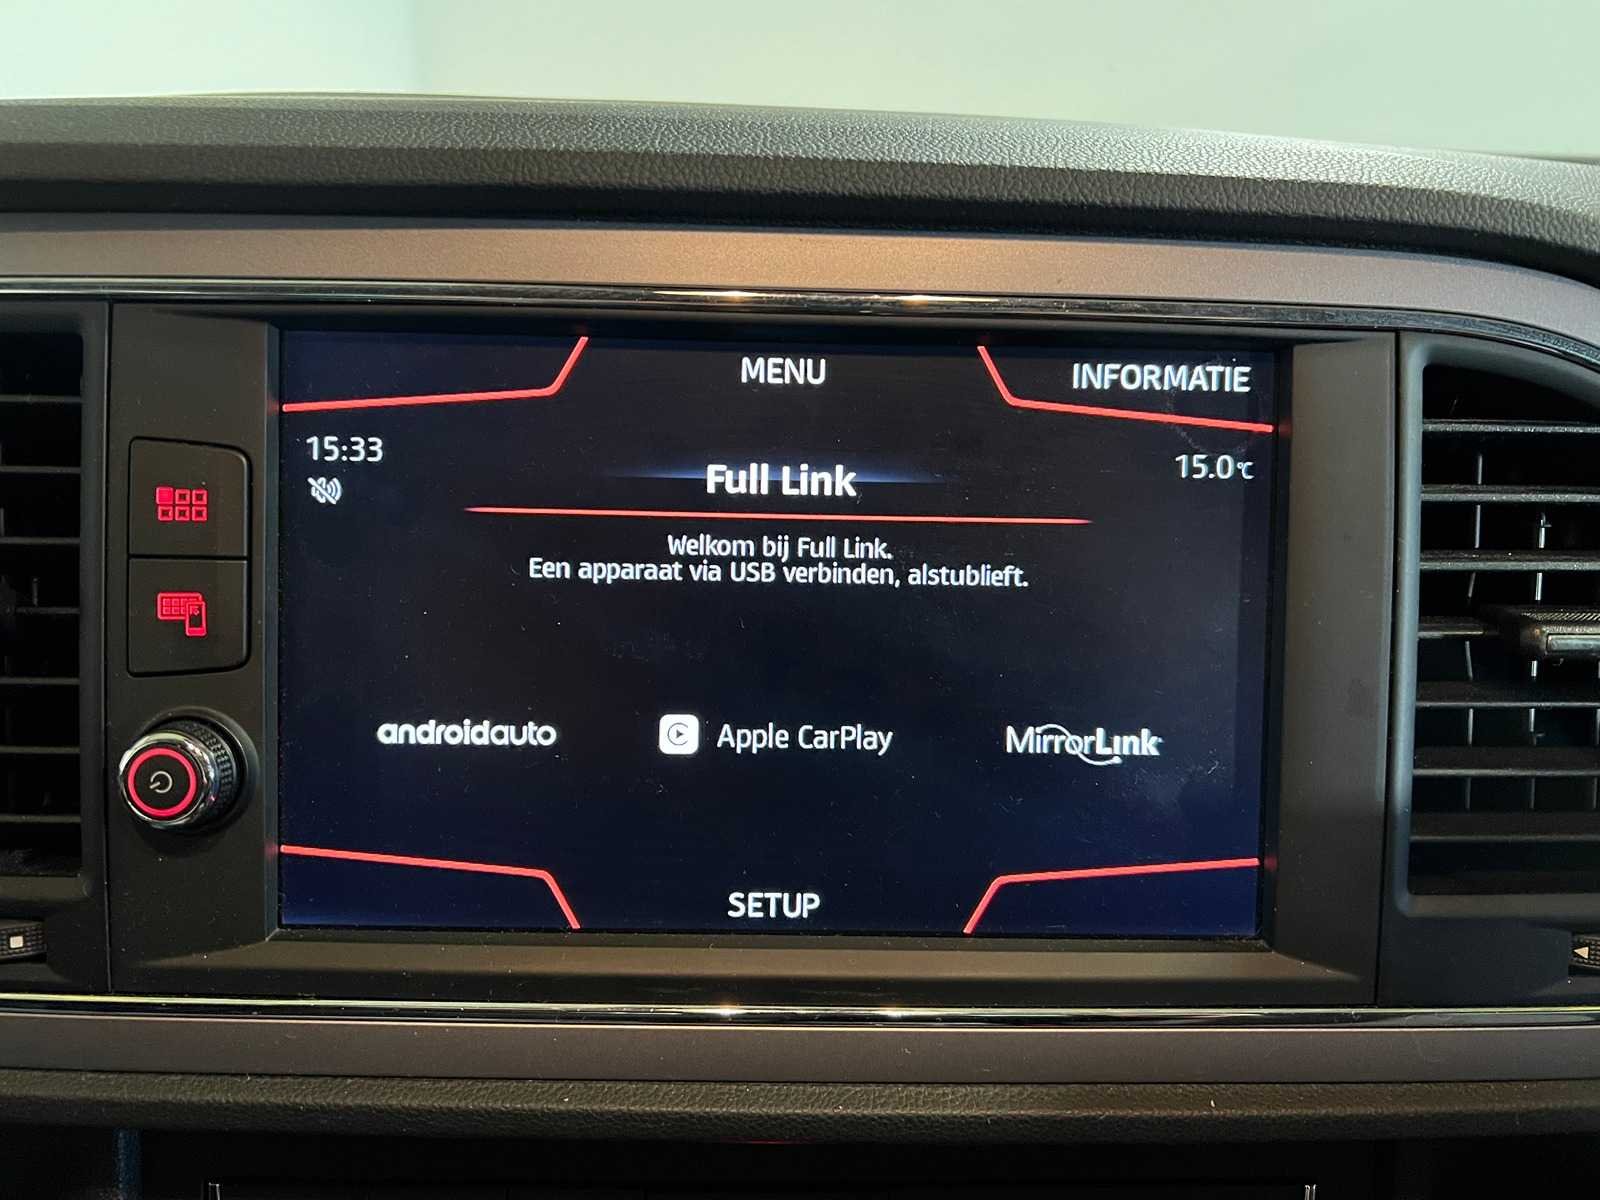 MENU
INFORMATIE
15:33
15.0°C
Full Link
Welkom bij Full Link.
Een apparaat via USB verbinden, alstublieft.
androidauto
Apple CarPlay
MirrorLink
SETUP